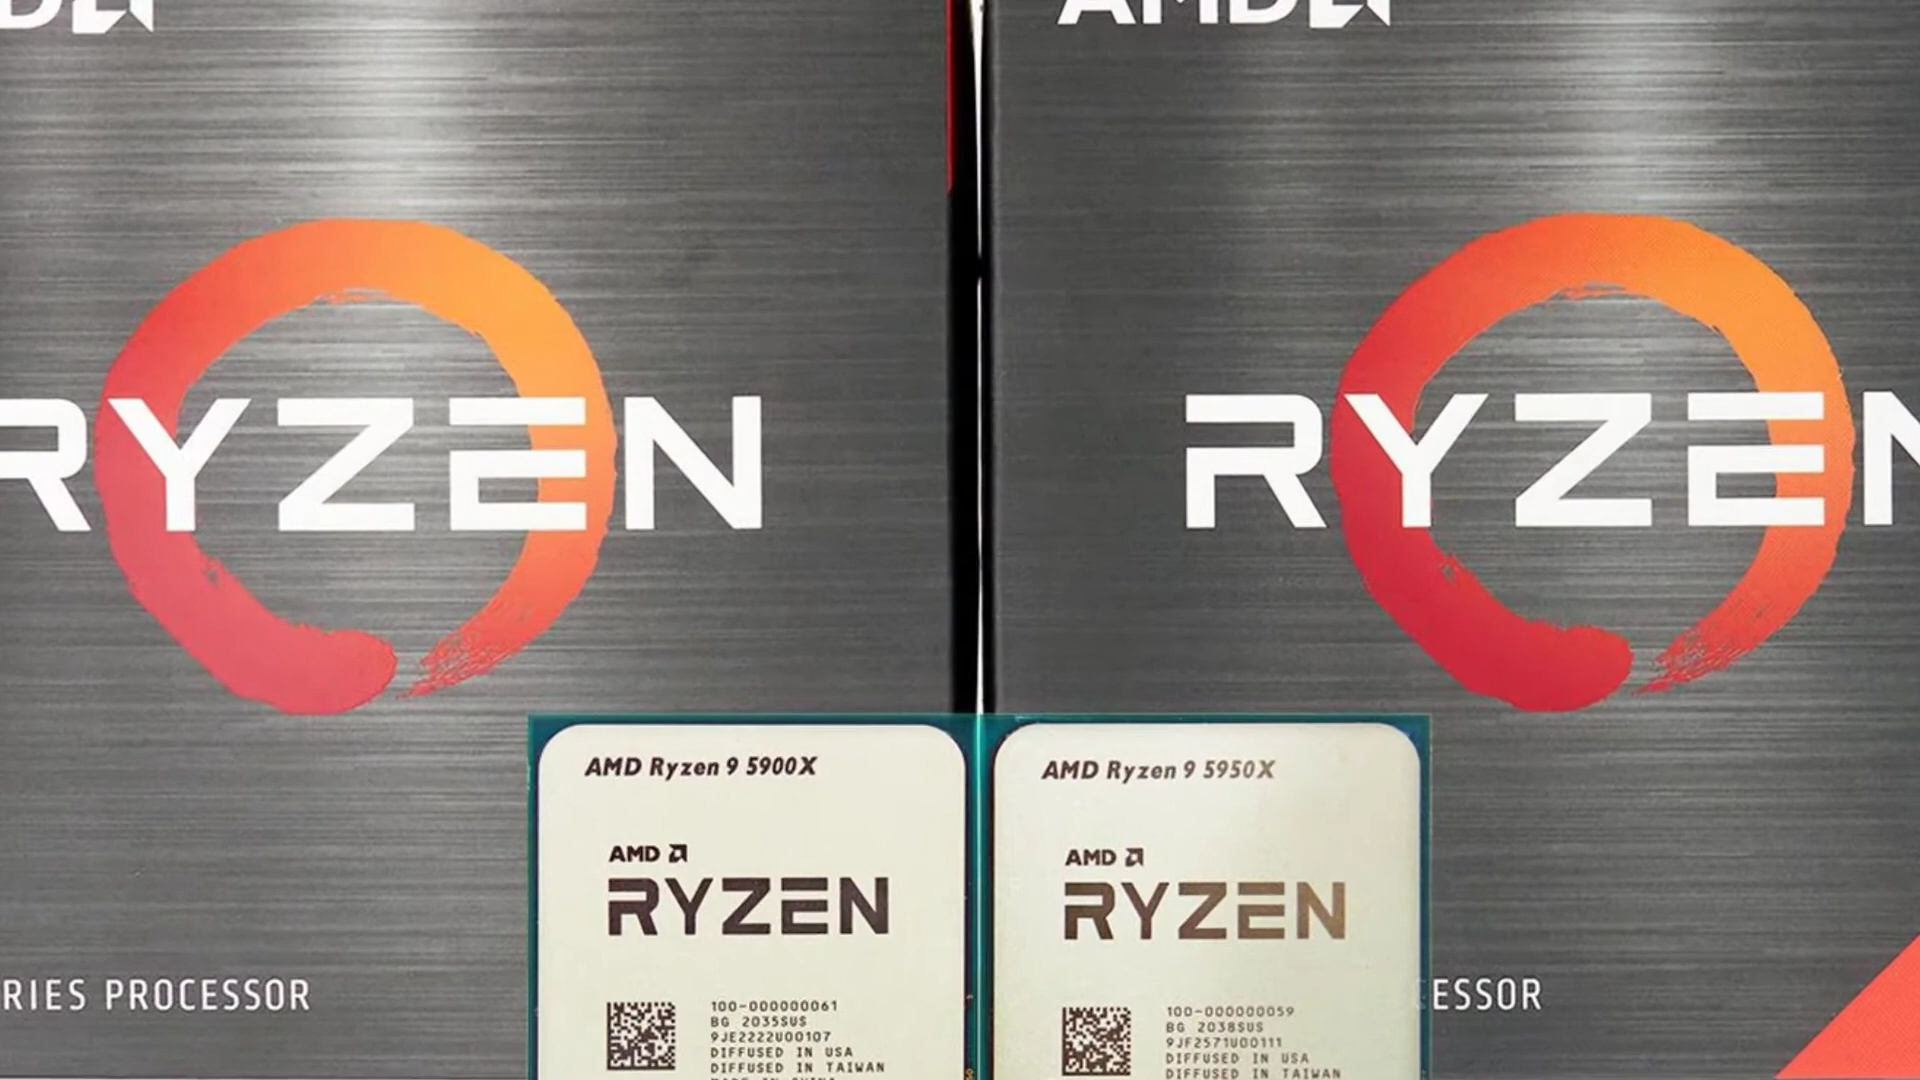 AMD
RYZEN
RIES PROCESSOR
AMD
RYZEN
ESSOR
AMD Ryzen 9 5900X
AMD
RYZEN
100-000000061
BG 2035SUS
9JE2222U00107
DIFFUSED IN USA
DIFFUSED IN TAIWAN
AMD Ryzen 9 5950X
AMD
RYZEN
100-000000059
BG 2038SUS
9JF2571U00111
DIFFUSED IN USA
DIFFUSED IN TAIWAN